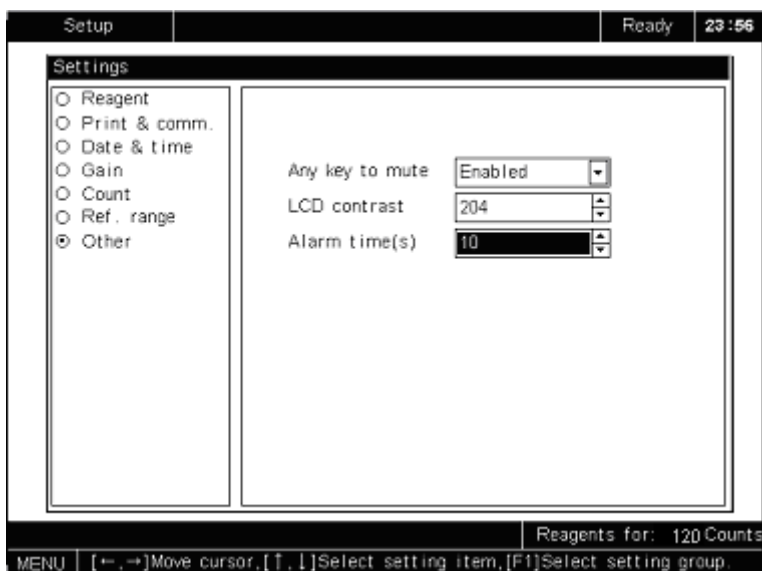 Setup Ready 23:56
Settings
Reagent
Print & comm.
Date & time
Gain
Count
Ref. range
Other
Any key to mute Enabled
LCD contrast 204
Alarm time(s) 10
Reagents for: 120 Counts
MENU [←,→]Move cursor,[↑,↓]Select setting item,[F1]Select setting group.